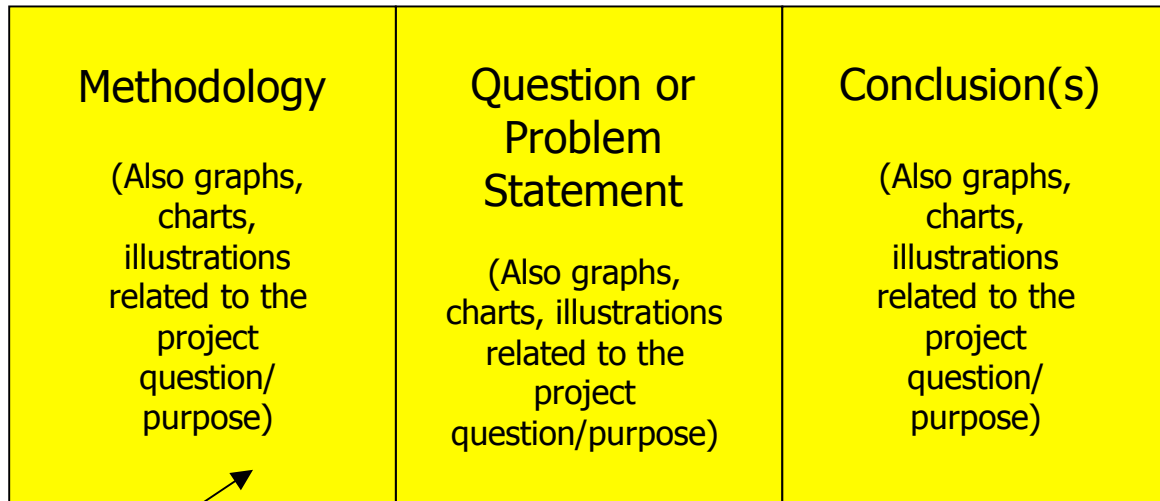 Methodology
(Also graphs,
charts,
illustrations
related to the
project
question/
purpose)
Question or
Problem
Statement
(Also graphs,
charts, illustrations
related to the
project
question/purpose)
Conclusion(s)
(Also graphs,
charts,
illustrations
related to the
project
question/
purpose)